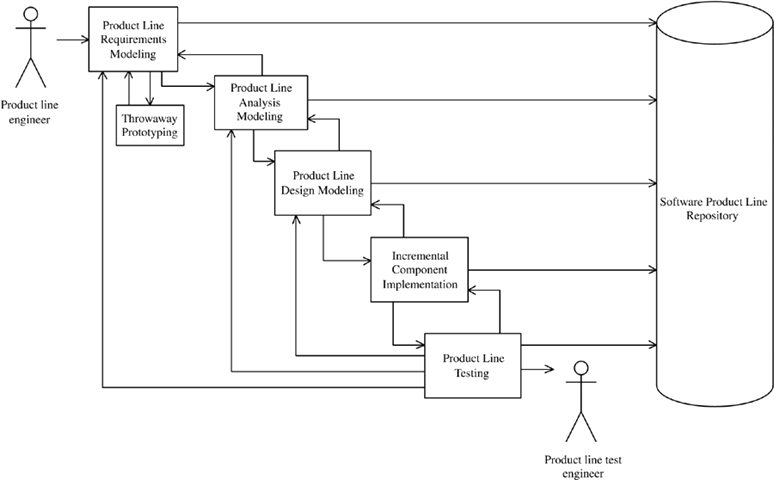 Product Line
Requirements
Modeling
Product line
engineer
Throwaway
Prototyping
Product Line
Analysis
Modeling
Product Line
Design Modeling
Software Product Line
Repository
Incremental
Component
Implementation
Product Line
Testing
Product line test
engineer